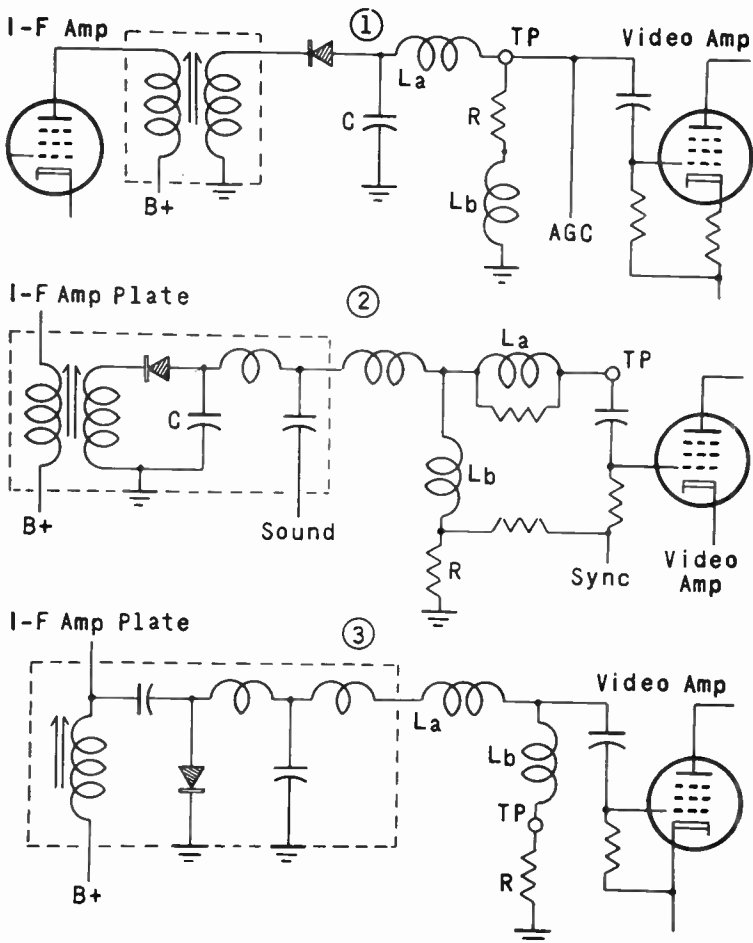 I-F Amp
1
TP
Video Amp
La
C
R
Lb
B+
AGC
I-F Amp Plate
2
La
TP
C
Lb
B+
Sound
R
Sync
Video
Amp
I-F Amp Plate
3
Video Amp
La
Lb
TP
R
B+